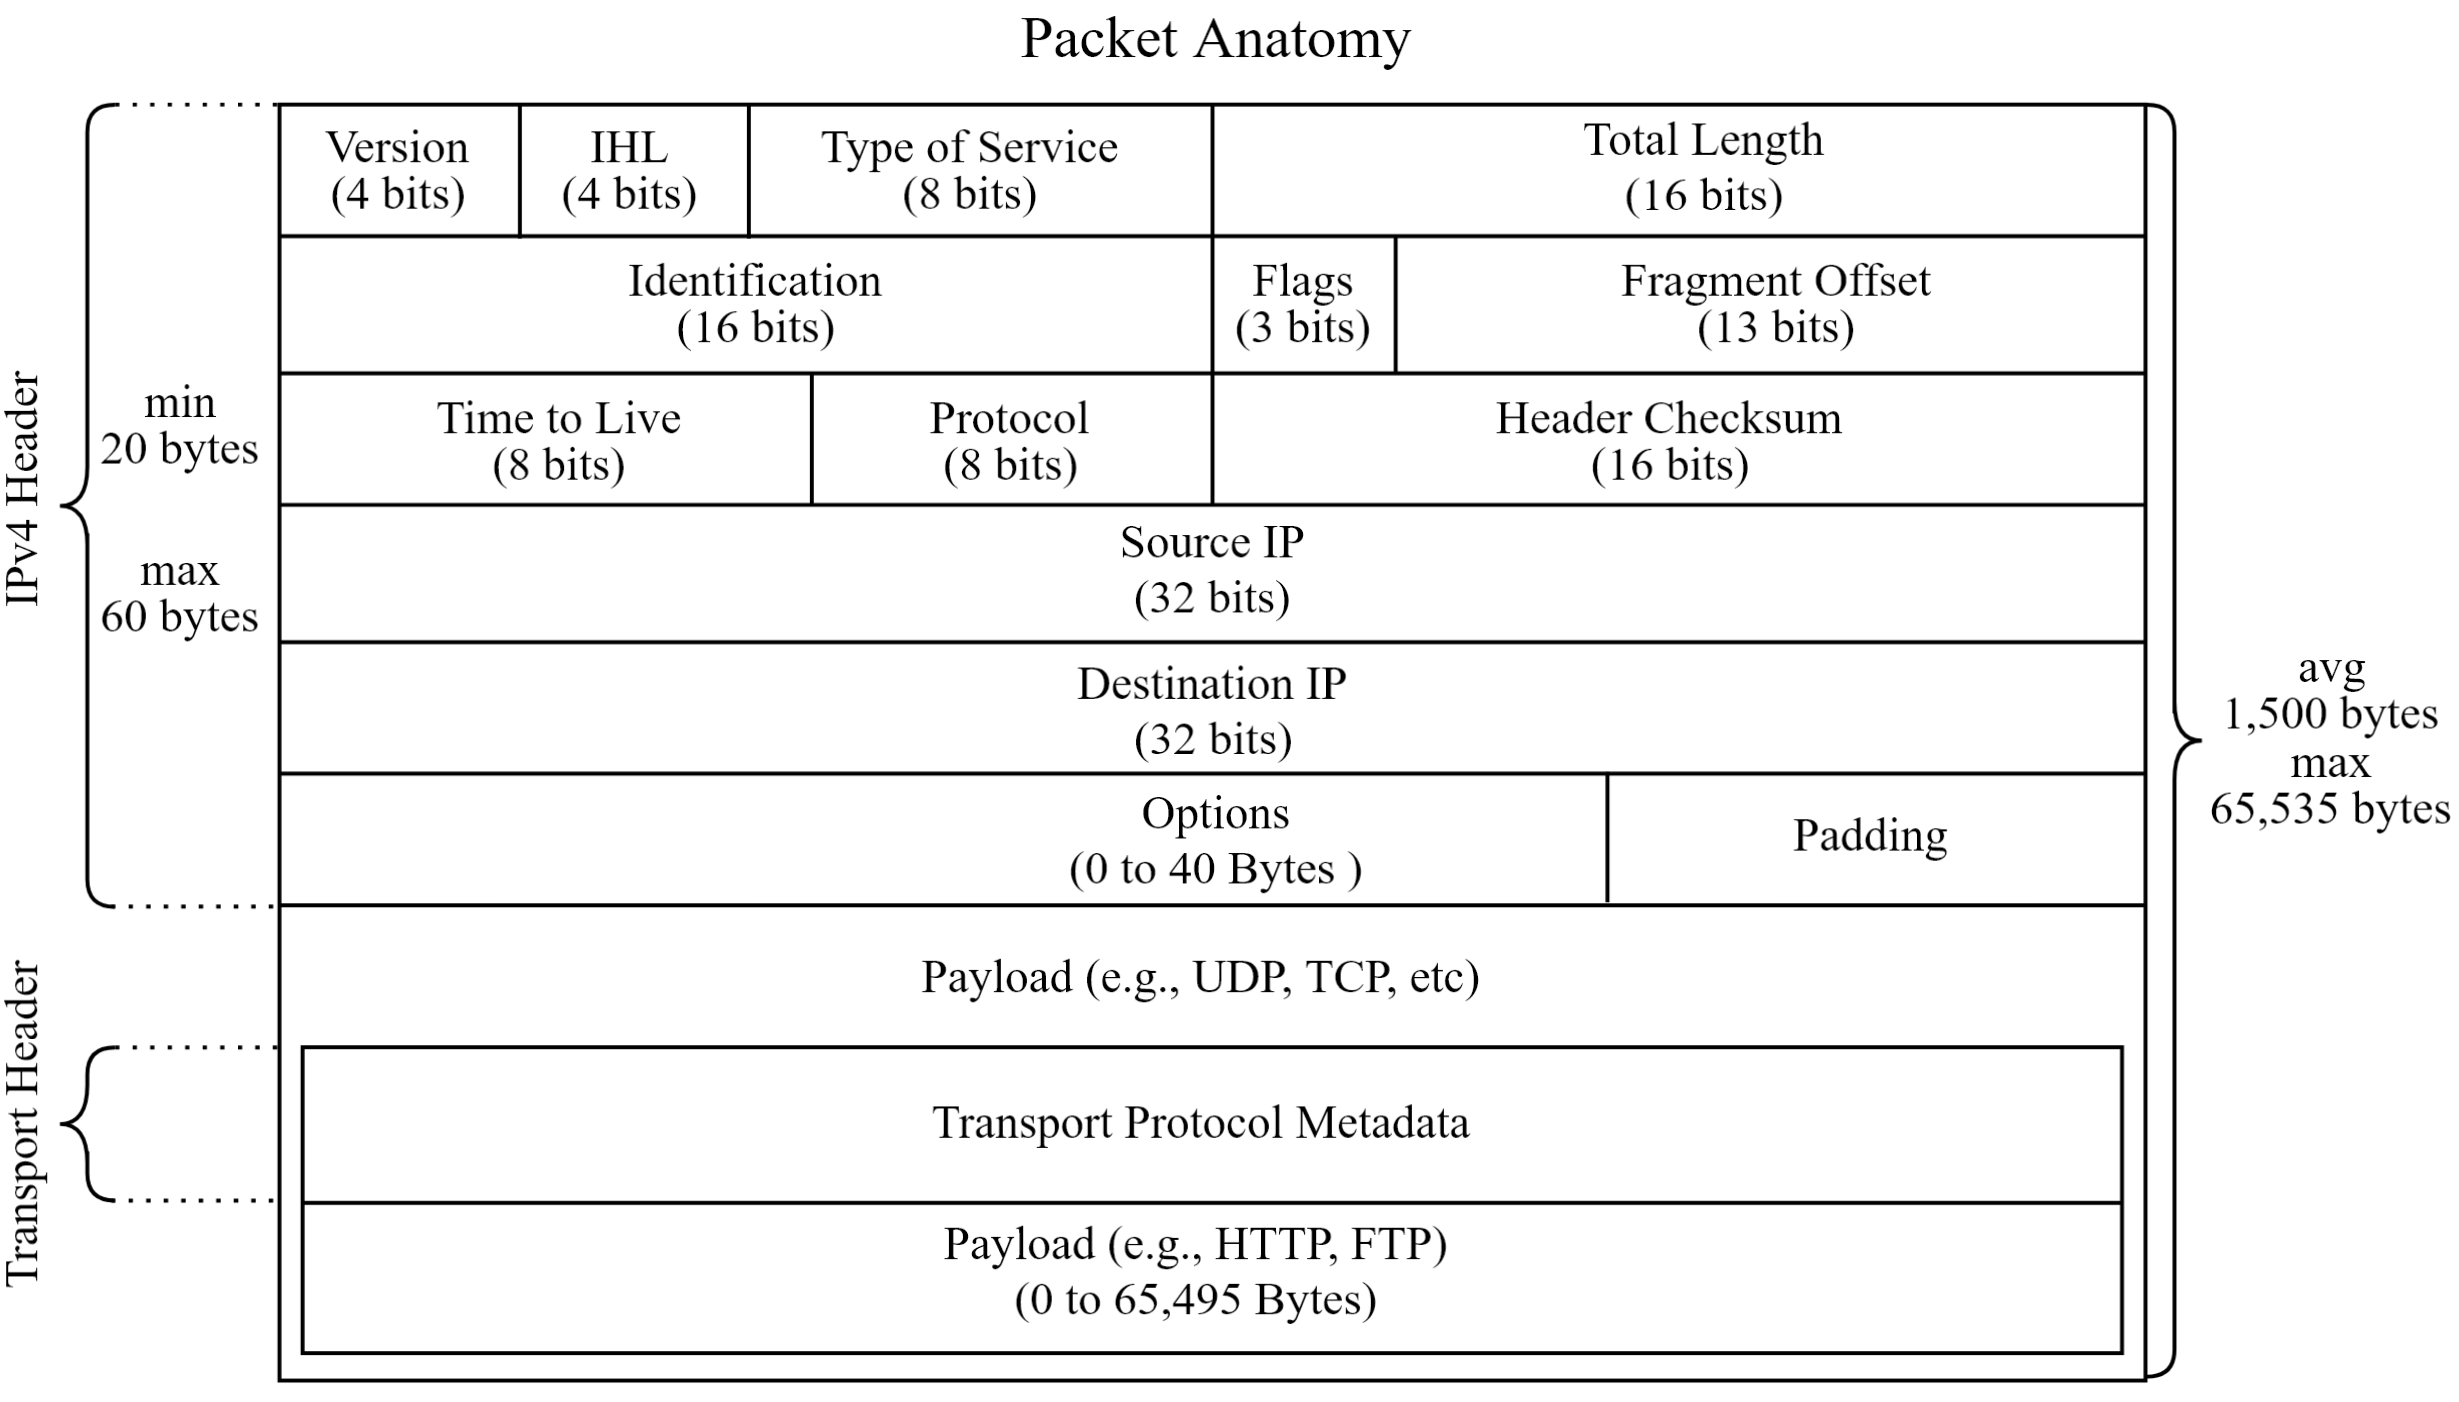 Packet Anatomy
Version
(4 bits)
IHL
(4 bits)
Type of Service
(8 bits)
Total Length
(16 bits)
Identification
(16 bits)
Flags
(3 bits)
Fragment Offset
(13 bits)
Time to Live
(8 bits)
Protocol
(8 bits)
Header Checksum
(16 bits)
Source IP
(32 bits)
Destination IP
(32 bits)
Options
(0 to 40 Bytes )
Padding
IPv4 Header
min
20 bytes
max
60 bytes
Payload (e.g., UDP, TCP, etc)
Transport Header
Transport Protocol Metadata
Payload (e.g., HTTP, FTP)
(0 to 65,495 Bytes)
avg
1,500 bytes
max
65,535 bytes